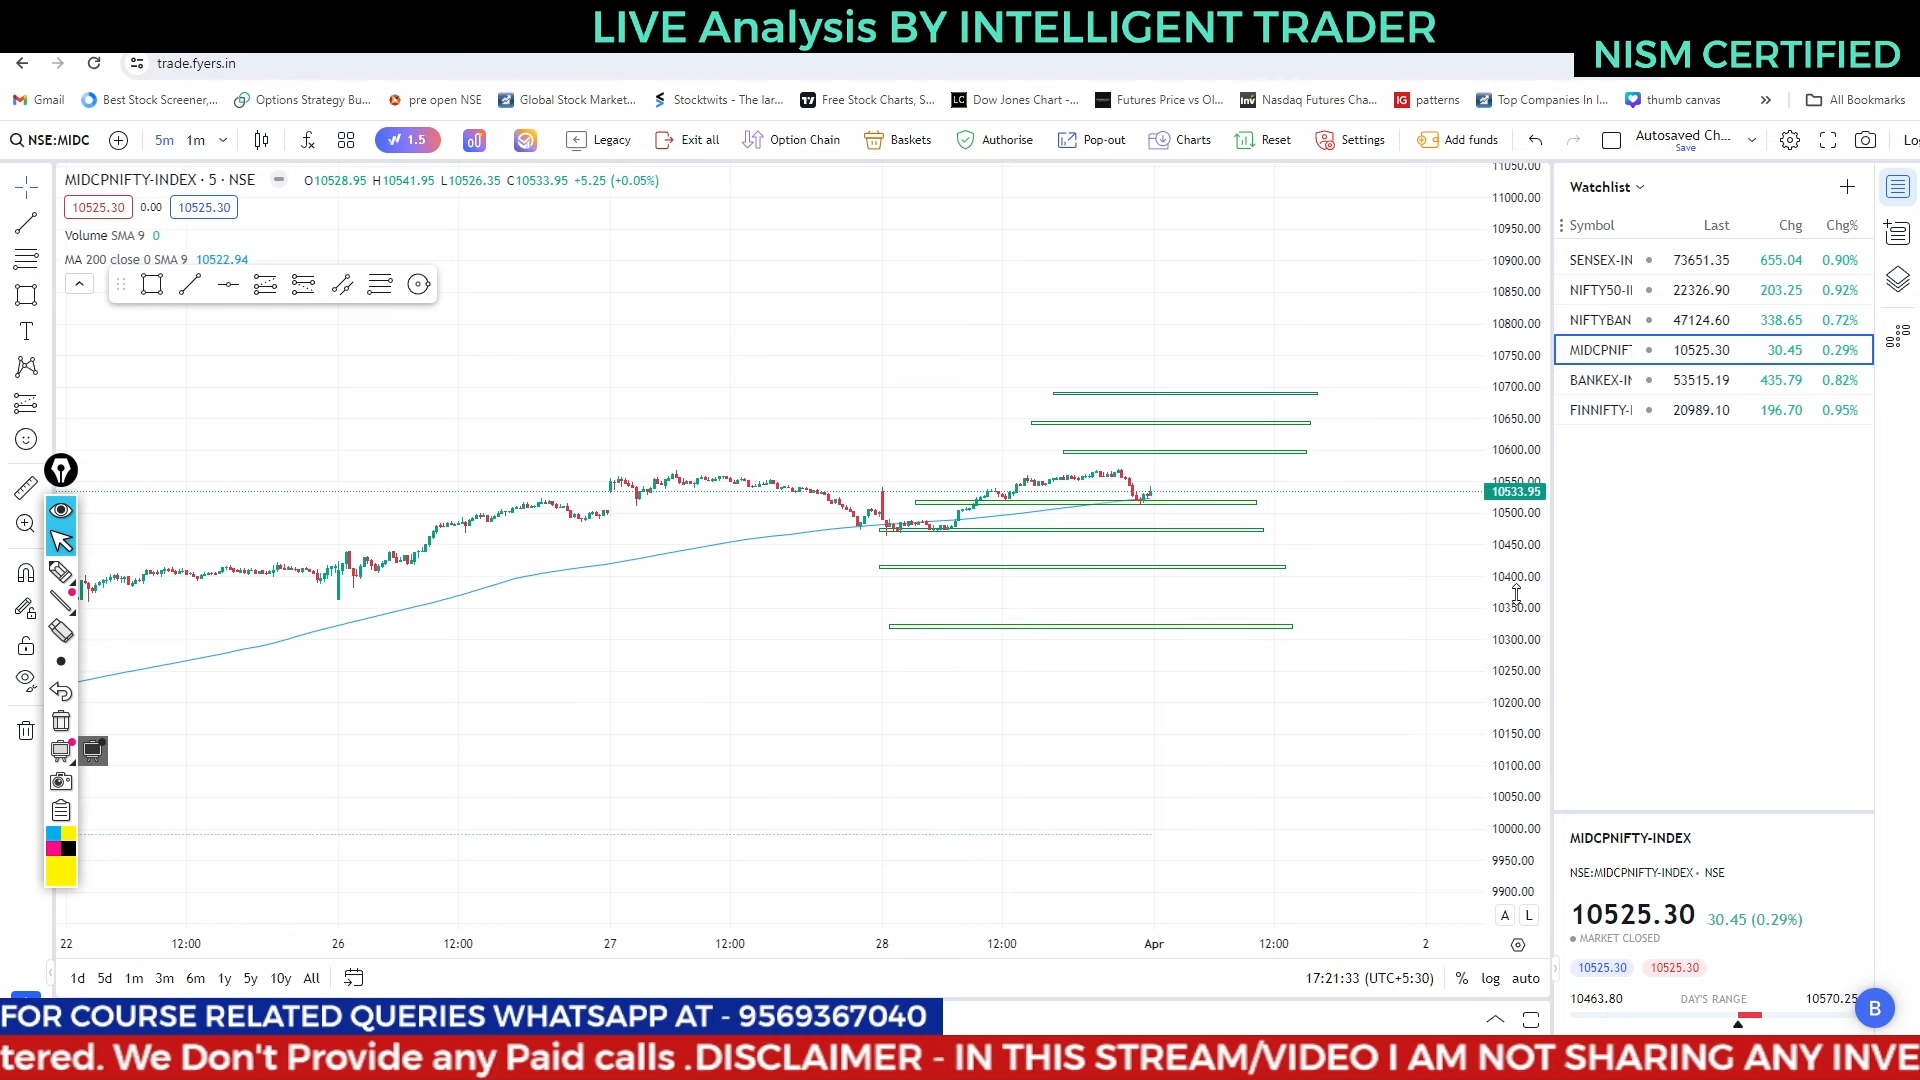 LIVE Analysis BY INTELLIGENT TRADER
NISM CERTIFIED
trade.fyers.in
Gmail Best Stock Screener,... Options Strategy Bu... pre open NSE Global Stock Market... Stocktwits - The lar... Free Stock Charts, S... Dow Jones Chart -... Futures Price vs OI... Nasdaq Futures Cha... patterns Top Companies In I... thumb canvas » All Bookmarks
NSE:MIDC 5m 1m 1.5 Legacy Exit all Option Chain Baskets Authorise Pop-out Charts Reset Settings Add funds Autosaved Ch... Save
MIDCPNIFTY-INDEX · 5 · NSE O10528.95 H10541.95 L10526.35 C10533.95 +5.25 (+0.05%)
10525.30 0.00 10525.30
Volume SMA 9 0
MA 200 close 0 SMA 9 10522.94
11050.00
11000.00
10950.00
10900.00
10850.00
10800.00
10750.00
10700.00
10650.00
10600.00
10550.00
10533.95
10500.00
10450.00
10400.00
10350.00
10300.00
10250.00
10200.00
10150.00
10100.00
10050.00
10000.00
9950.00
9900.00
A L
22 12:00 26 12:00 27 12:00 28 12:00 Apr 12:00 2
1d 5d 1m 3m 6m 1y 5y 10y All 17:21:33 (UTC+5:30) % log auto
Watchlist
Symbol Last Chg Chg%
SENSEX-IN 73651.35 655.04 0.90%
NIFTY50-II 22326.90 203.25 0.92%
NIFTYBAN 47124.60 338.65 0.72%
MIDCPNIF 10525.30 30.45 0.29%
BANKEX-II 53515.19 435.79 0.82%
FINNIFTY-I 20989.10 196.70 0.95%
MIDCPNIFTY-INDEX
NSE:MIDCPNIFTY-INDEX • NSE
10525.30 30.45 (0.29%)
MARKET CLOSED
10525.30 10525.30
10463.80 DAY'S RANGE 10570.25
B
FOR COURSE RELATED QUERIES WHATSAPP AT - 9569367040
tered. We Don't Provide any Paid calls .DISCLAIMER - IN THIS STREAM/VIDEO I AM NOT SHARING ANY INVE